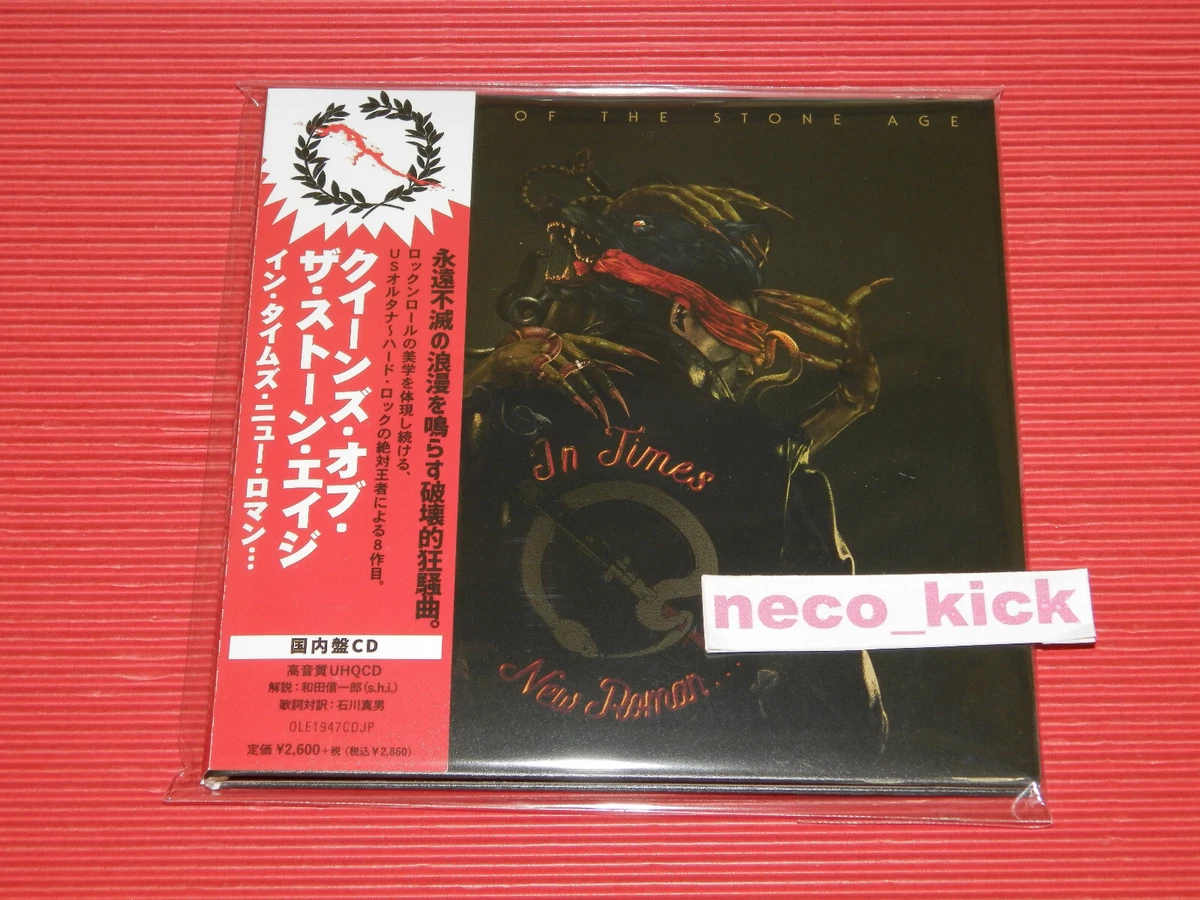 OF THE STONE AGE
永遠不滅の浪漫を鳴らす破壊的狂騒曲。
ロックンロールの美学を体現し続ける、
USオルタナ〜ハード・ロックの絶対王者による8作目。
クイーンズ・オブ・
ザ・ストーン・エイジ
イン・タイムズ・ニュー・ロマン…
国内盤CD
高音質UHQCD
解説：和田信一郎(s.h.i.)
歌詞対訳：石川真男
OLE1947CDJP
定価 ¥2,600+税（税込¥2,860）
In Times
New Roman...
neco_kick